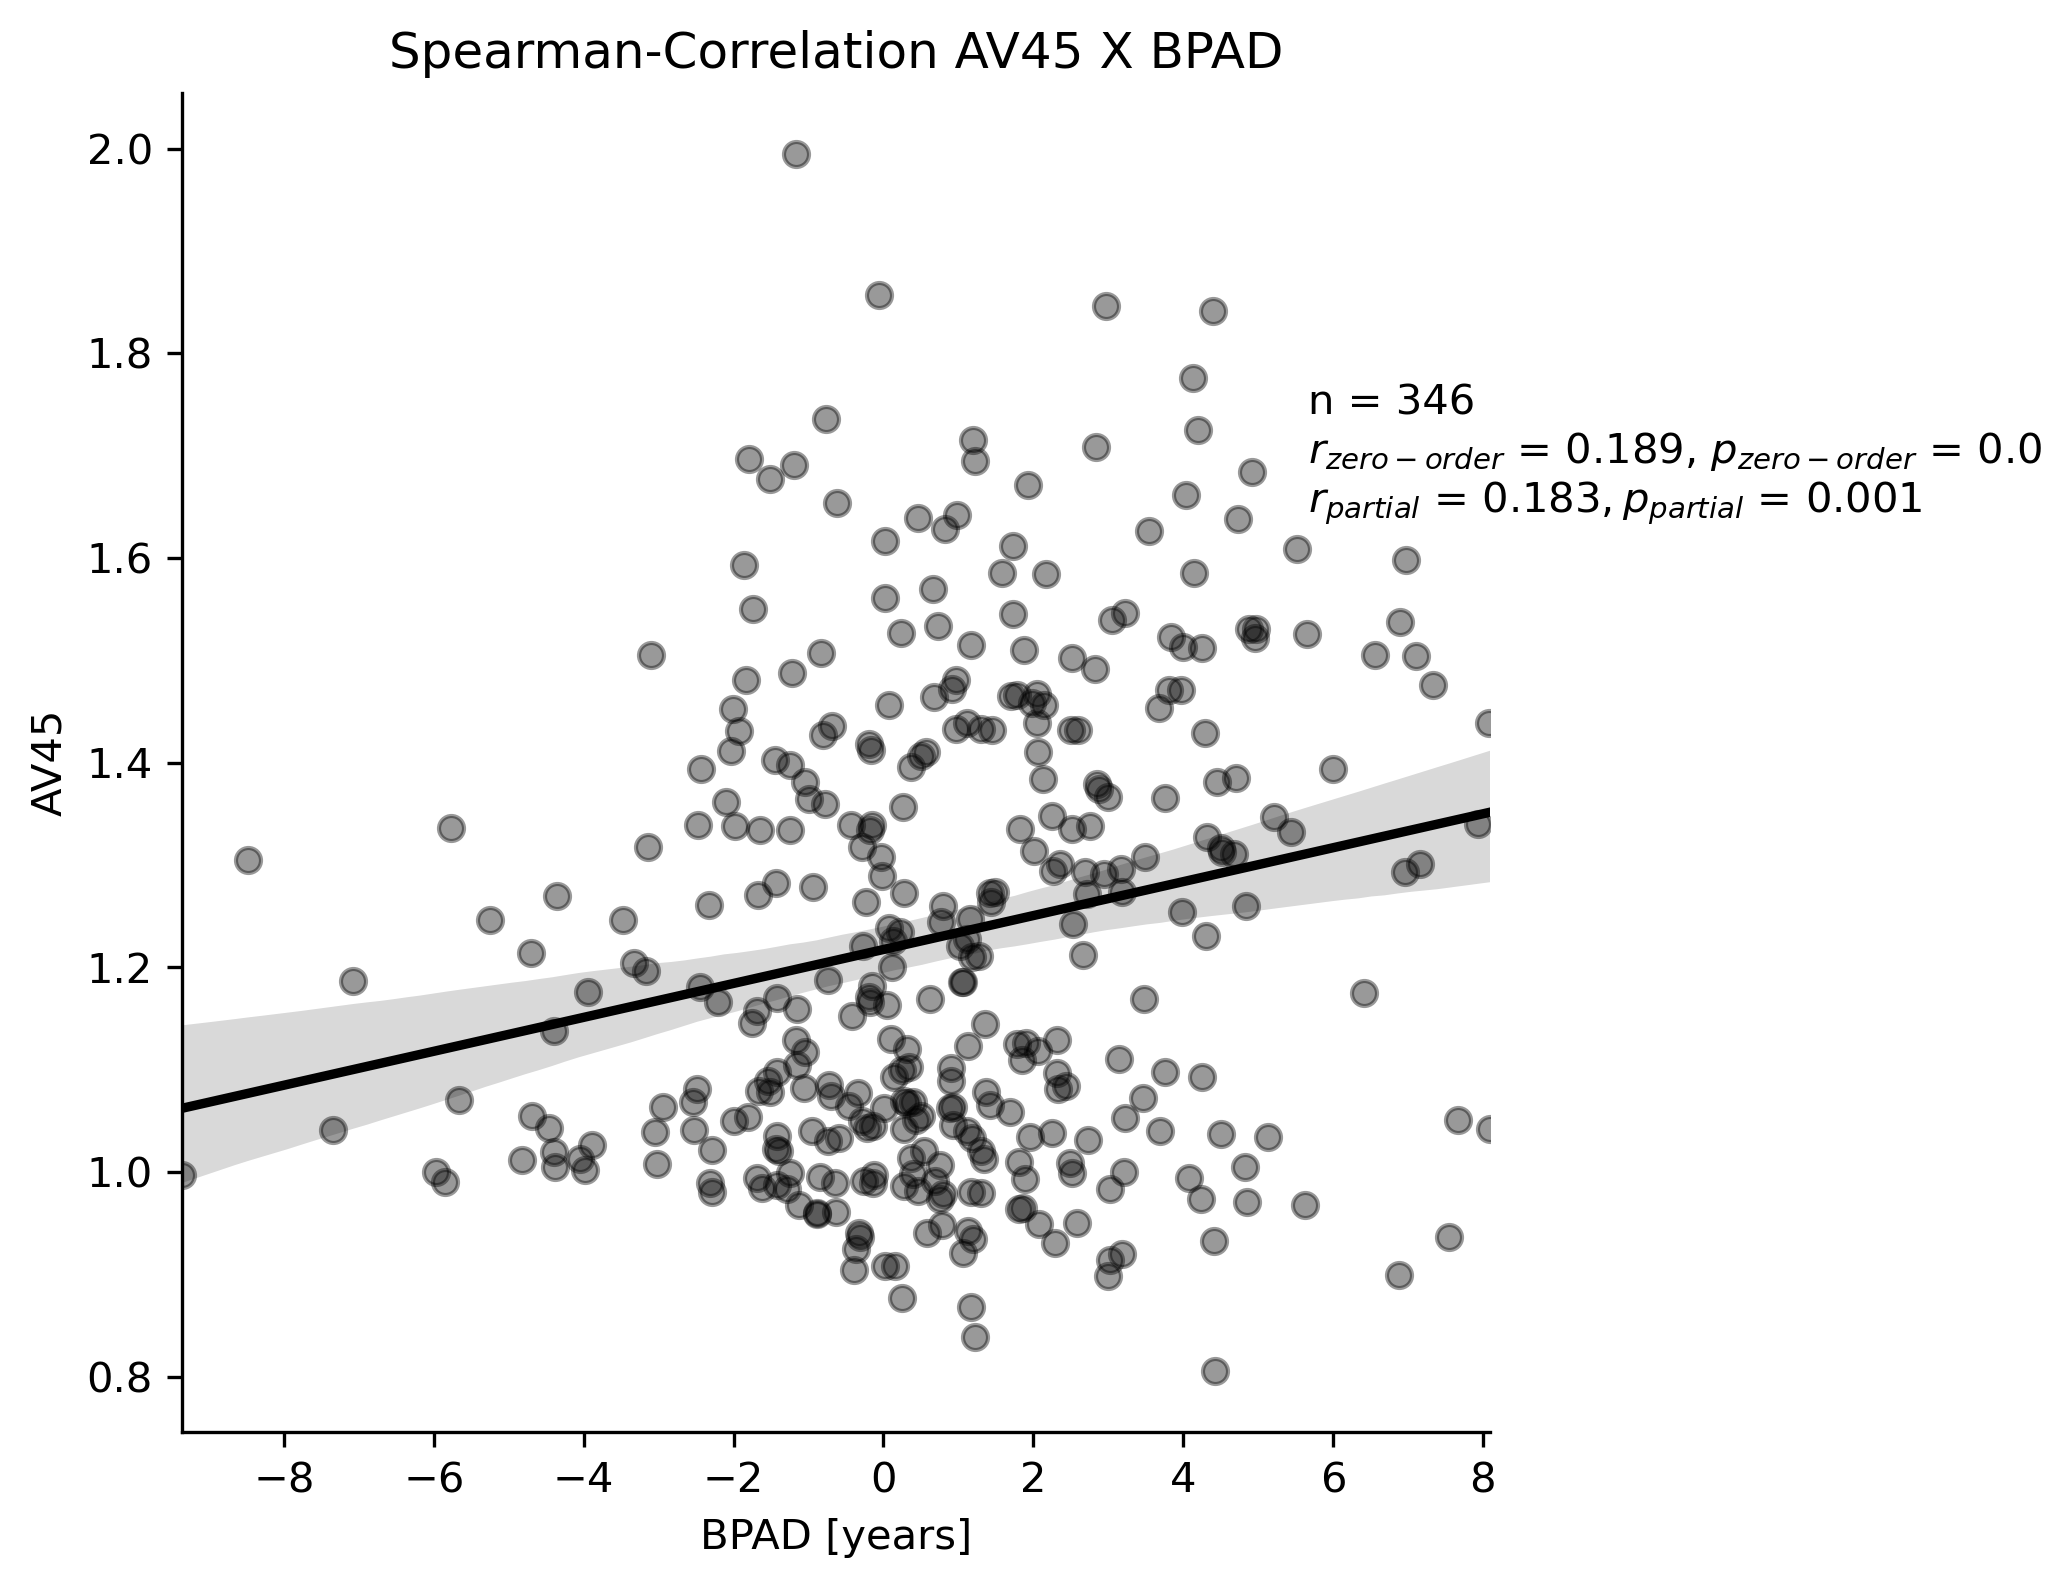 Spearman-Correlation AV45 X BPAD
2.0
1.8
1.6
1.4
1.2
1.0
0.8
AV45
n = 346
r_zero−order = 0.189, p_zero−order = 0.0
r_partial = 0.183, p_partial = 0.001
−8 −6 −4 −2 0 2 4 6 8
BPAD [years]